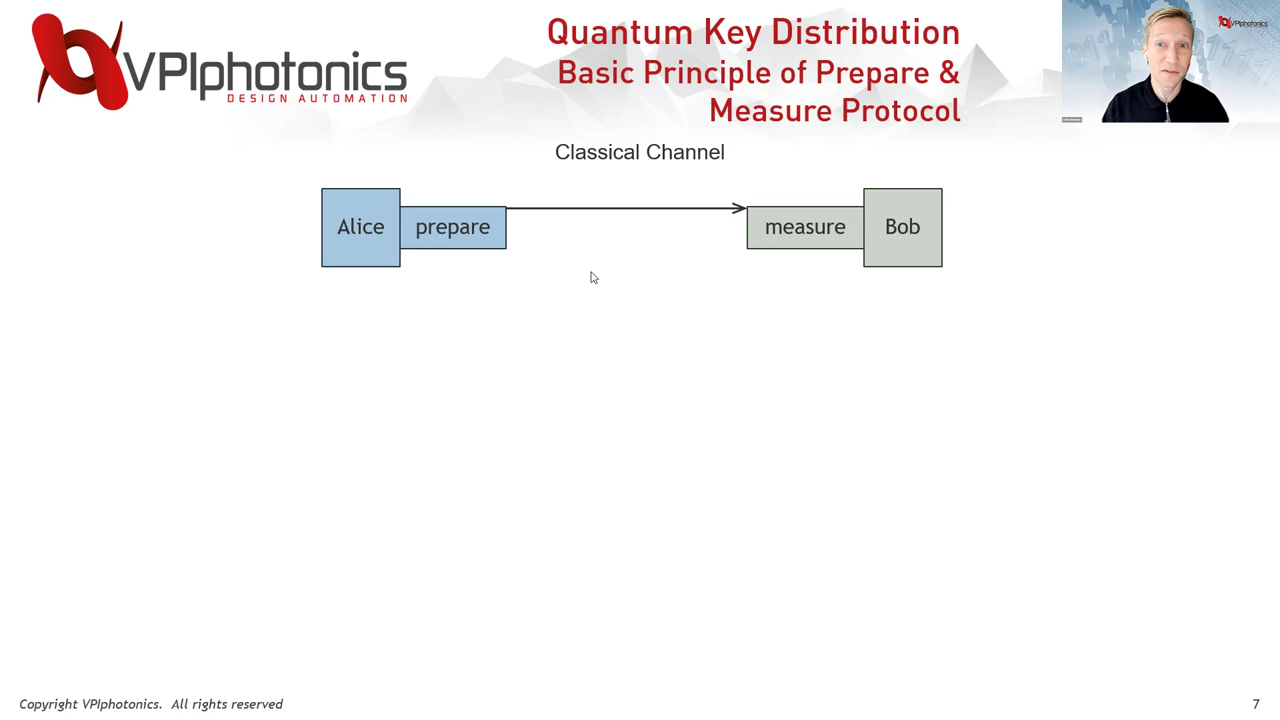 VPIphotonics
DESIGN AUTOMATION
Quantum Key Distribution
Basic Principle of Prepare &
Measure Protocol
VPIphotonics
Classical Channel
Alice
prepare
measure
Bob
Copyright VPIphotonics. All rights reserved
7